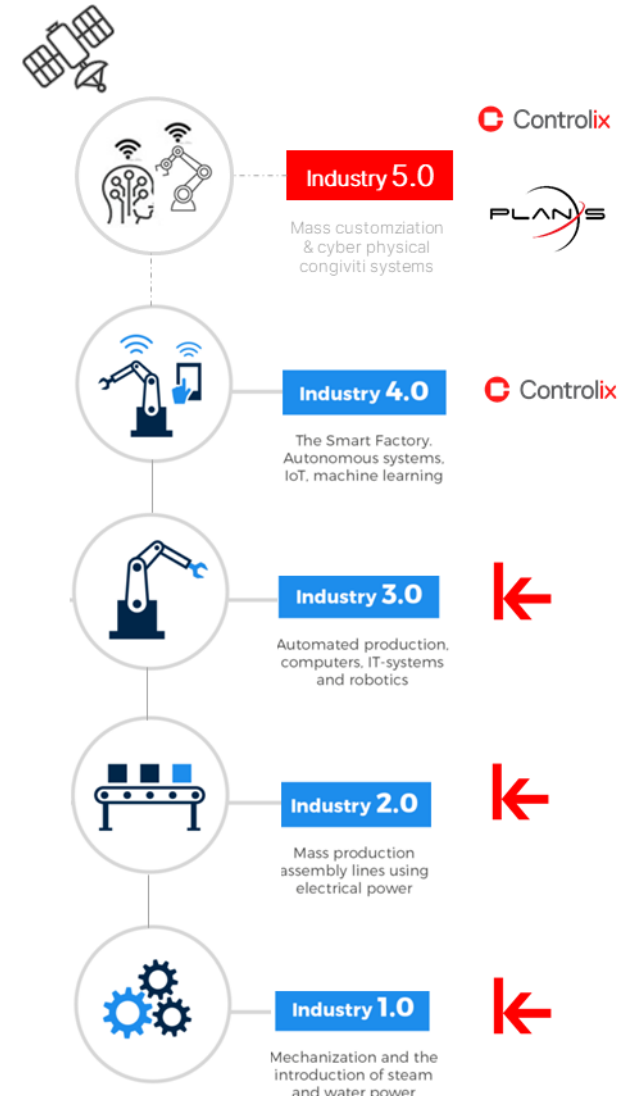 Controlix
Industry 5.0
PLANYS
Mass customziation
& cyber physical
congiviti systems
Industry 4.0
Controlix
The Smart Factory.
Autonomous systems,
IoT, machine learning
Industry 3.0
Automated production,
computers, IT-systems
and robotics
Industry 2.0
Mass production
assembly lines using
electrical power
Industry 1.0
Mechanization and the
introduction of steam
and water power